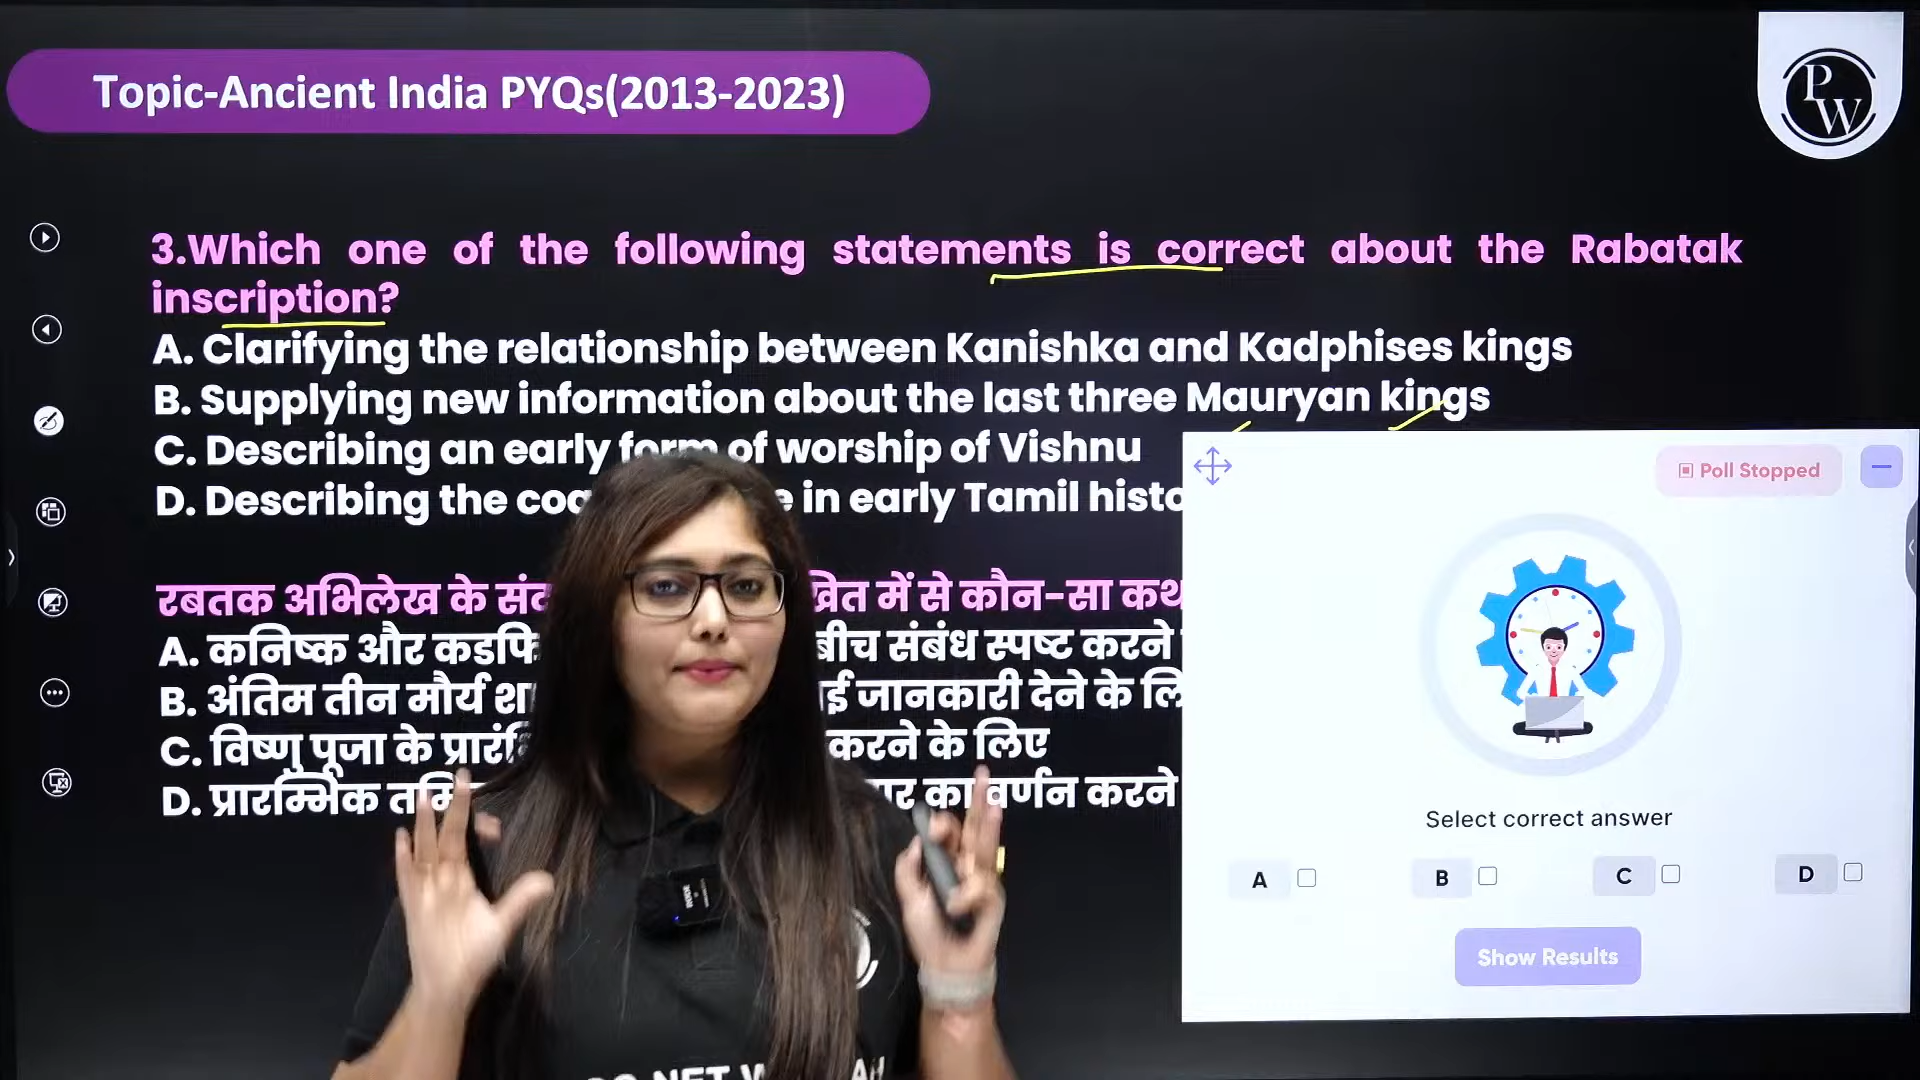 Topic-Ancient India PYQs(2013-2023)
PW
3.Which one of the following statements is correct about the Rabatak
inscription?
A. Clarifying the relationship between Kanishka and Kadphises kings
B. Supplying new information about the last three Mauryan kings
C. Describing an early form of worship of Vishnu
D. Describing the in early Tamil
रबतक अभिलेख के में से कौन-सा
A. कनिष्क और बीच संबंध स्पष्ट करने
B. अंतिम तीन मौर्य जानकारी देने के
C. विष्णु पूजा के करने के लिए
D. प्रारम्भिक का वर्णन करने
Poll Stopped
Select correct answer
A
B
C
D
Show Results
NET